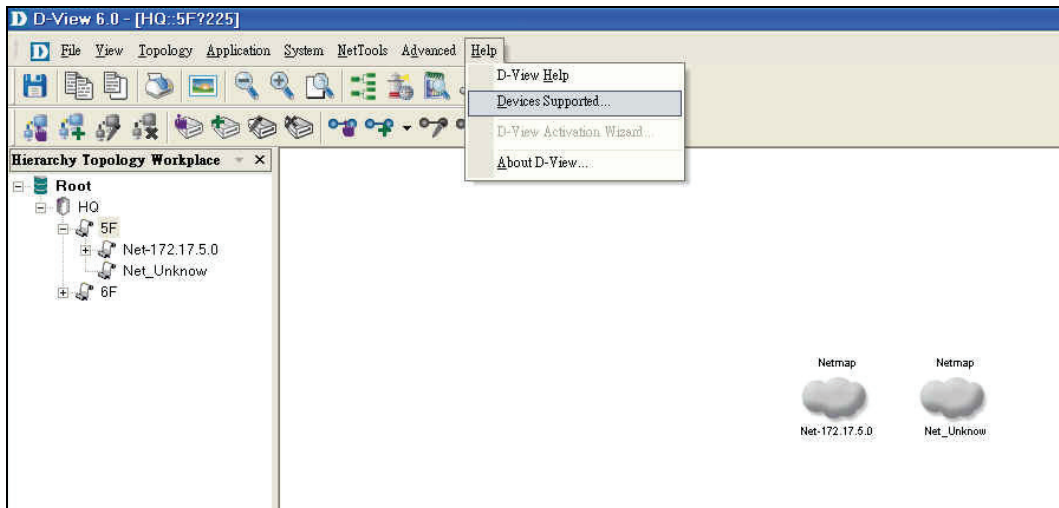 D D-View 6.0 - [HQ::5F?225]
D File View Topology Application System NetTools Advanced Help
D-View Help
Devices Supported...
D-View Activation Wizard...
About D-View...
Hierarchy Topology Workplace
Root
HQ
5F
Net-172.17.5.0
Net_Unknow
6F
Netmap
Net-172.17.5.0
Netmap
Net_Unknow